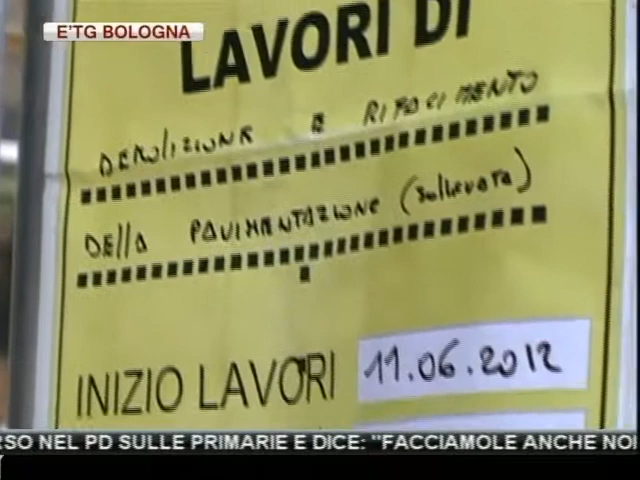 E'TG BOLOGNA
LAVORI DI
DEMOLIZIONE E RIFACIMENTO
DELLA PAVIMENTAZIONE (SOLLEVATA)
INIZIO LAVORI 11.06.2012
RSO NEL PD SULLE PRIMARIE E DICE: "FACCIAMOLE ANCHE NOI